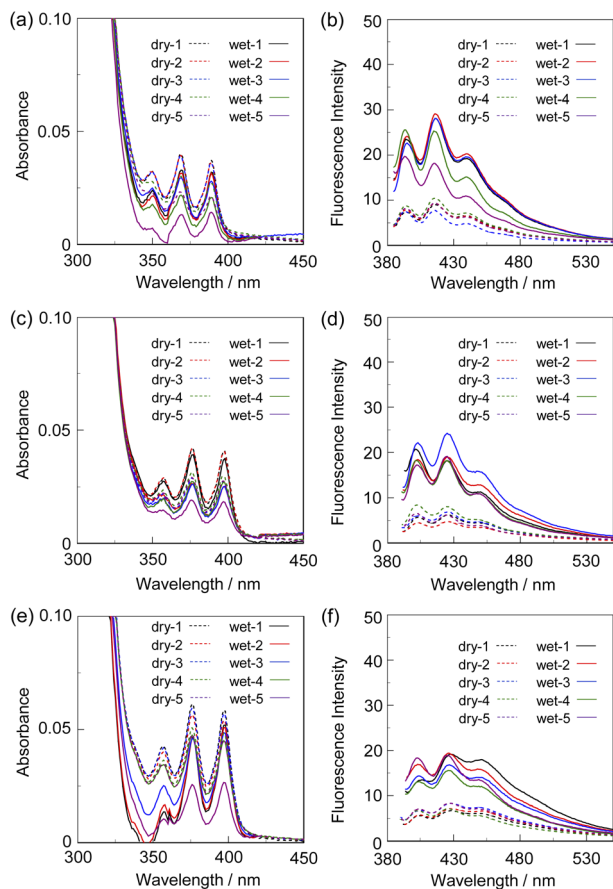 (a)
0.10
dry-1 wet-1
dry-2 wet-2
dry-3 wet-3
dry-4 wet-4
dry-5 wet-5
0.05
0
Absorbance
300 350 400 450
Wavelength / nm
(b)
50
dry-1 wet-1
40
dry-2 wet-2
dry-3 wet-3
30
dry-4 wet-4
dry-5 wet-5
20
10
0
Fluorescence Intensity
380 430 480 530
Wavelength / nm
(c)
0.10
dry-1 wet-1
dry-2 wet-2
dry-3 wet-3
dry-4 wet-4
dry-5 wet-5
0.05
0
Absorbance
300 350 400 450
Wavelength / nm
(d)
50
dry-1 wet-1
40
dry-2 wet-2
dry-3 wet-3
30
dry-4 wet-4
dry-5 wet-5
20
10
0
Fluorescence Intensity
380 430 480 530
Wavelength / nm
(e)
0.10
dry-1 wet-1
dry-2 wet-2
dry-3 wet-3
dry-4 wet-4
dry-5 wet-5
0.05
0
Absorbance
300 350 400 450
Wavelength / nm
(f)
50
dry-1 wet-1
40
dry-2 wet-2
dry-3 wet-3
30
dry-4 wet-4
dry-5 wet-5
20
10
0
Fluorescence Intensity
380 430 480 530
Wavelength / nm